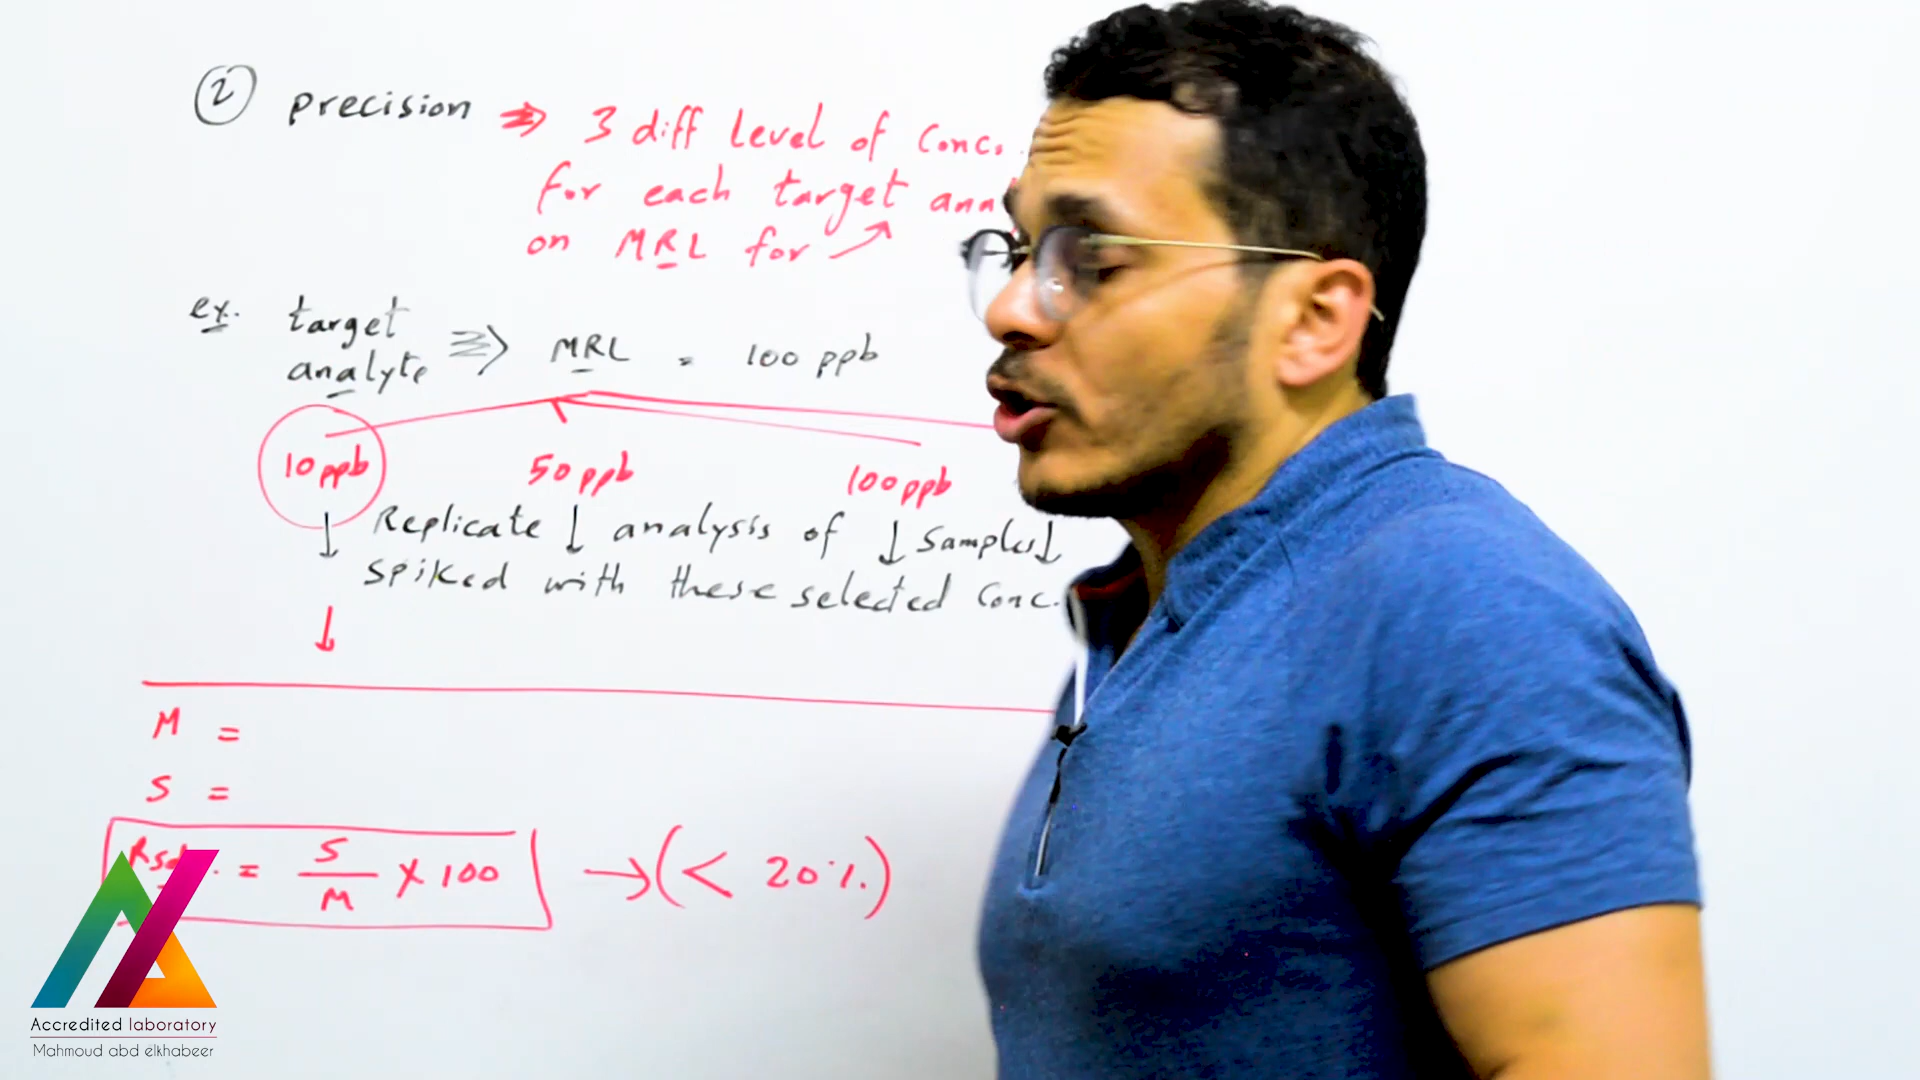 2 precision ⇒ 3 diff level of conc.
for each target
on MRL for ↗
ex. target analyte ⇒ MRL = 100 ppb
10 ppb 50 ppb 100 ppb
↓ Replicate ↓ analysis of ↓ samples ↓
spiked with these selected conc.
↓
M =
S =
= S/M × 100 → (< 20%)
Accredited laboratory
Mahmoud abd elkhabeer